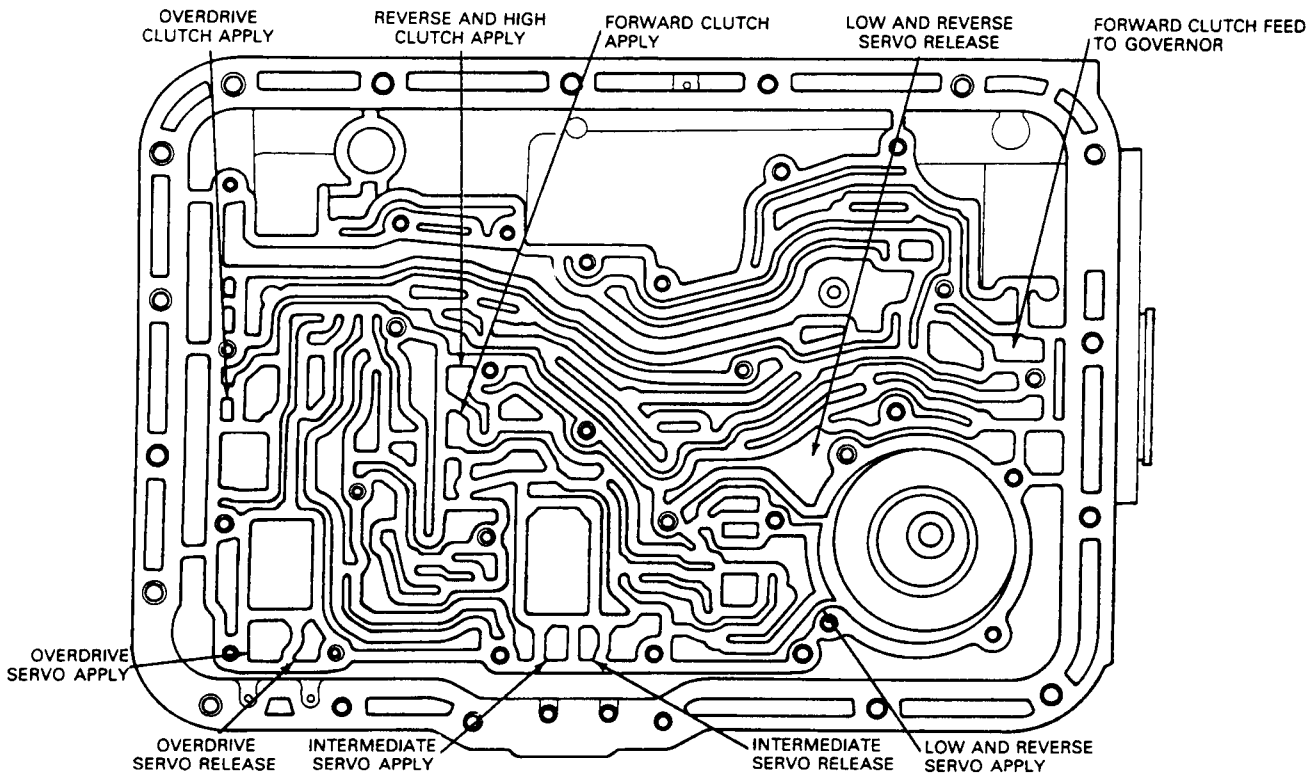 OVERDRIVE
CLUTCH APPLY
REVERSE AND HIGH
CLUTCH APPLY
FORWARD CLUTCH
APPLY
LOW AND REVERSE
SERVO RELEASE
FORWARD CLUTCH FEED
TO GOVERNOR
OVERDRIVE
SERVO APPLY
OVERDRIVE
SERVO RELEASE
INTERMEDIATE
SERVO APPLY
INTERMEDIATE
SERVO RELEASE
LOW AND REVERSE
SERVO APPLY